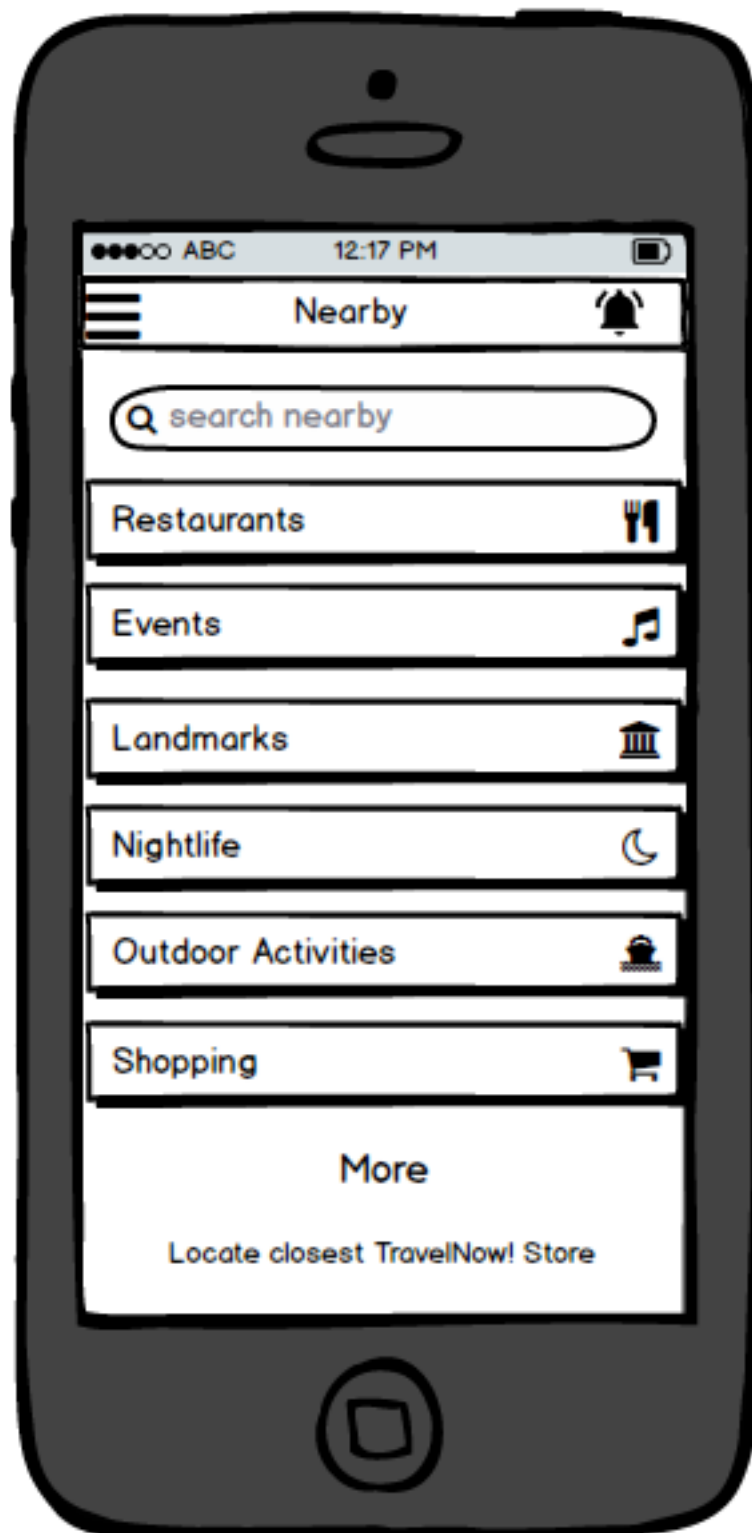 ABC 12:17 PM
Nearby
search nearby
Restaurants
Events
Landmarks
Nightlife
Outdoor Activities
Shopping
More
Locate closest TravelNow! Store